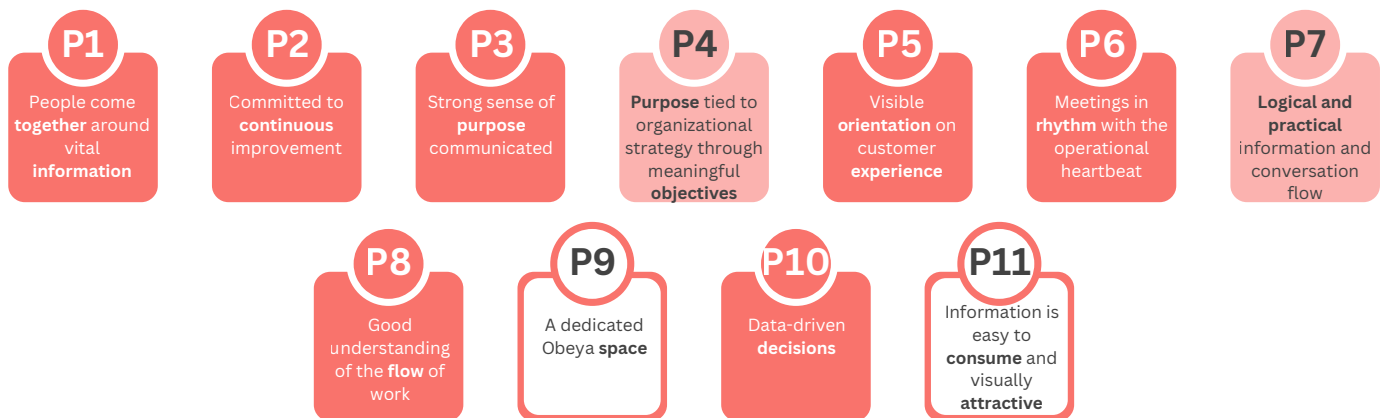 P1
People come
together around
vital
information
P2
Committed to
continuous
improvement
P3
Strong sense of
purpose
communicated
P4
Purpose tied to
organizational
strategy through
meaningful
objectives
P5
Visible
orientation on
customer
experience
P6
Meetings in
rhythm with the
operational
heartbeat
P7
Logical and
practical
information and
conversation
flow
P8
Good
understanding
of the flow of
work
P9
A dedicated
Obeya space
P10
Data-driven
decisions
P11
Information is
easy to
consume and
visually
attractive